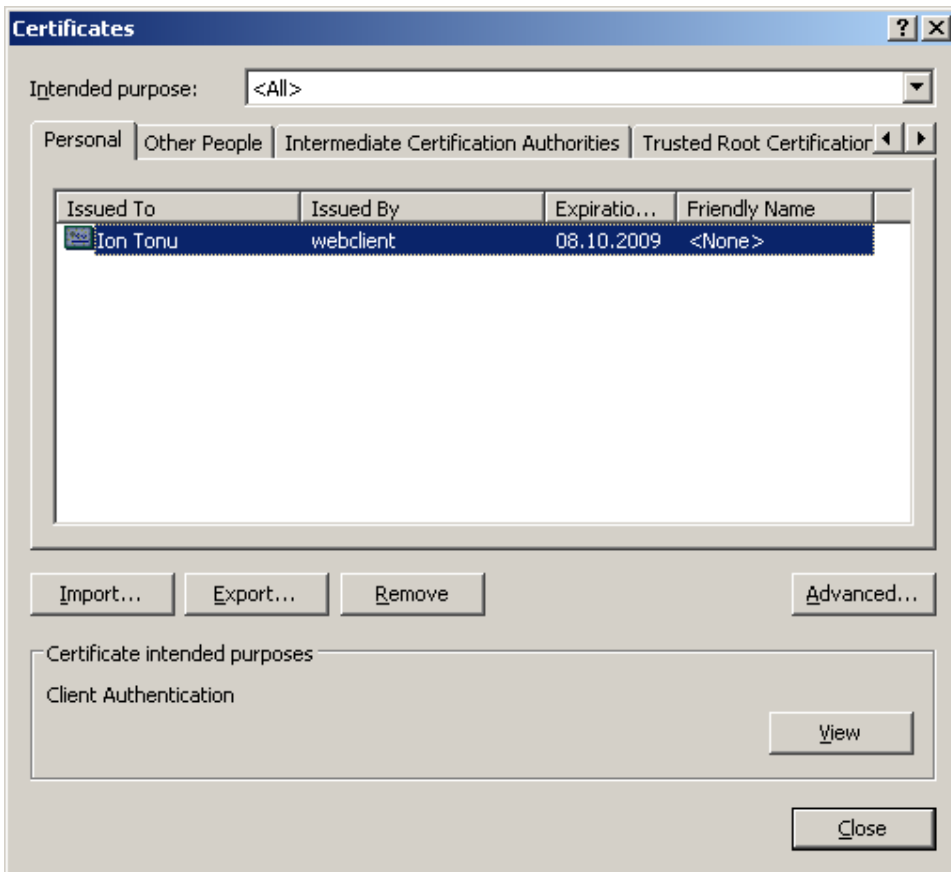 Certificates
Intended purpose: <All>
Personal Other People Intermediate Certification Authorities Trusted Root Certification
Issued To Issued By Expiratio... Friendly Name
Ion Tonu webclient 08.10.2009 <None>
Import... Export... Remove Advanced...
Certificate intended purposes
Client Authentication
View
Close